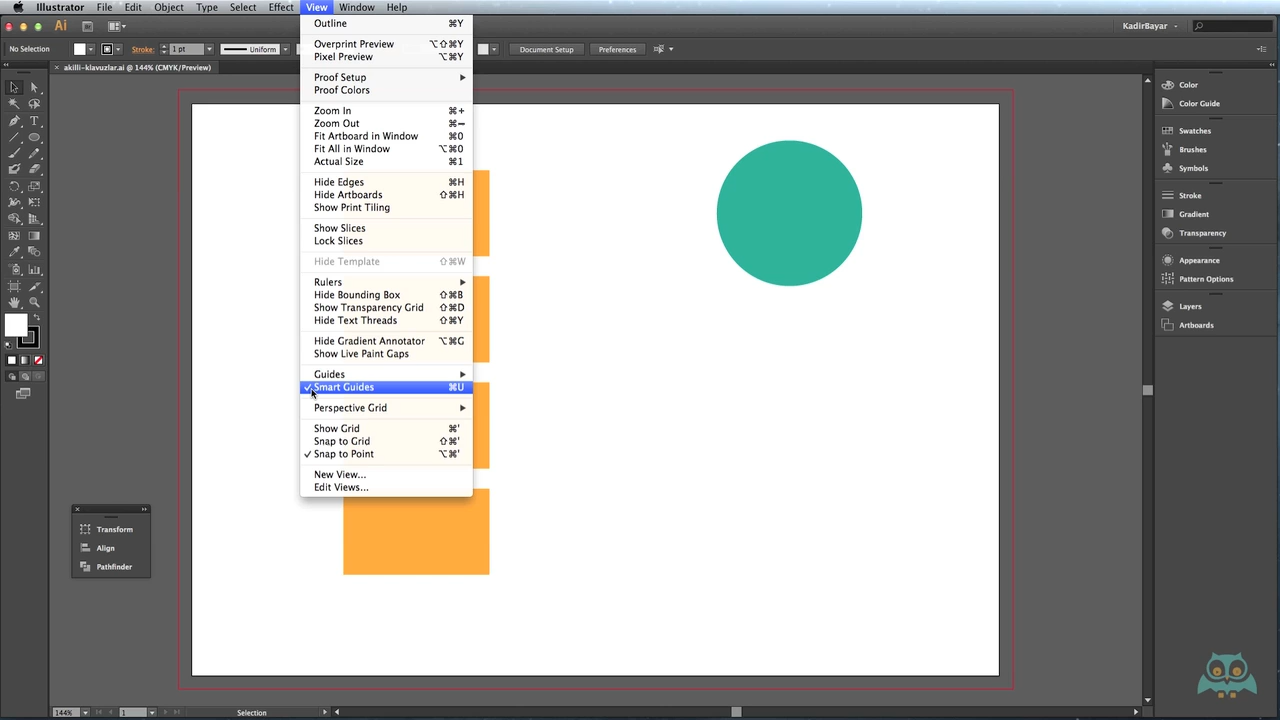 Illustrator File Edit Object Type Select Effect View Window Help
Ai KadirBayar
No Selection Stroke: 1 pt Uniform Document Setup Preferences
× akilli-klavuzlar.ai @ 144% (CMYK/Preview)
Outline ⌘Y
Overprint Preview ⌥⇧⌘Y
Pixel Preview ⌥⌘Y
Proof Setup
Proof Colors
Zoom In ⌘+
Zoom Out ⌘−
Fit Artboard in Window ⌘0
Fit All in Window ⌥⌘0
Actual Size ⌘1
Hide Edges ⌘H
Hide Artboards ⇧⌘H
Show Print Tiling
Show Slices
Lock Slices
Hide Template ⇧⌘W
Rulers
Hide Bounding Box ⇧⌘B
Show Transparency Grid ⇧⌘D
Hide Text Threads ⇧⌘Y
Hide Gradient Annotator ⌥⌘G
Show Live Paint Gaps
Guides
✓ Smart Guides ⌘U
Perspective Grid
Show Grid ⌘'
Snap to Grid ⇧⌘'
✓ Snap to Point ⌥⌘'
New View...
Edit Views...
Transform
Align
Pathfinder
Color
Color Guide
Swatches
Brushes
Symbols
Stroke
Gradient
Transparency
Appearance
Pattern Options
Layers
Artboards
144% 1 Selection